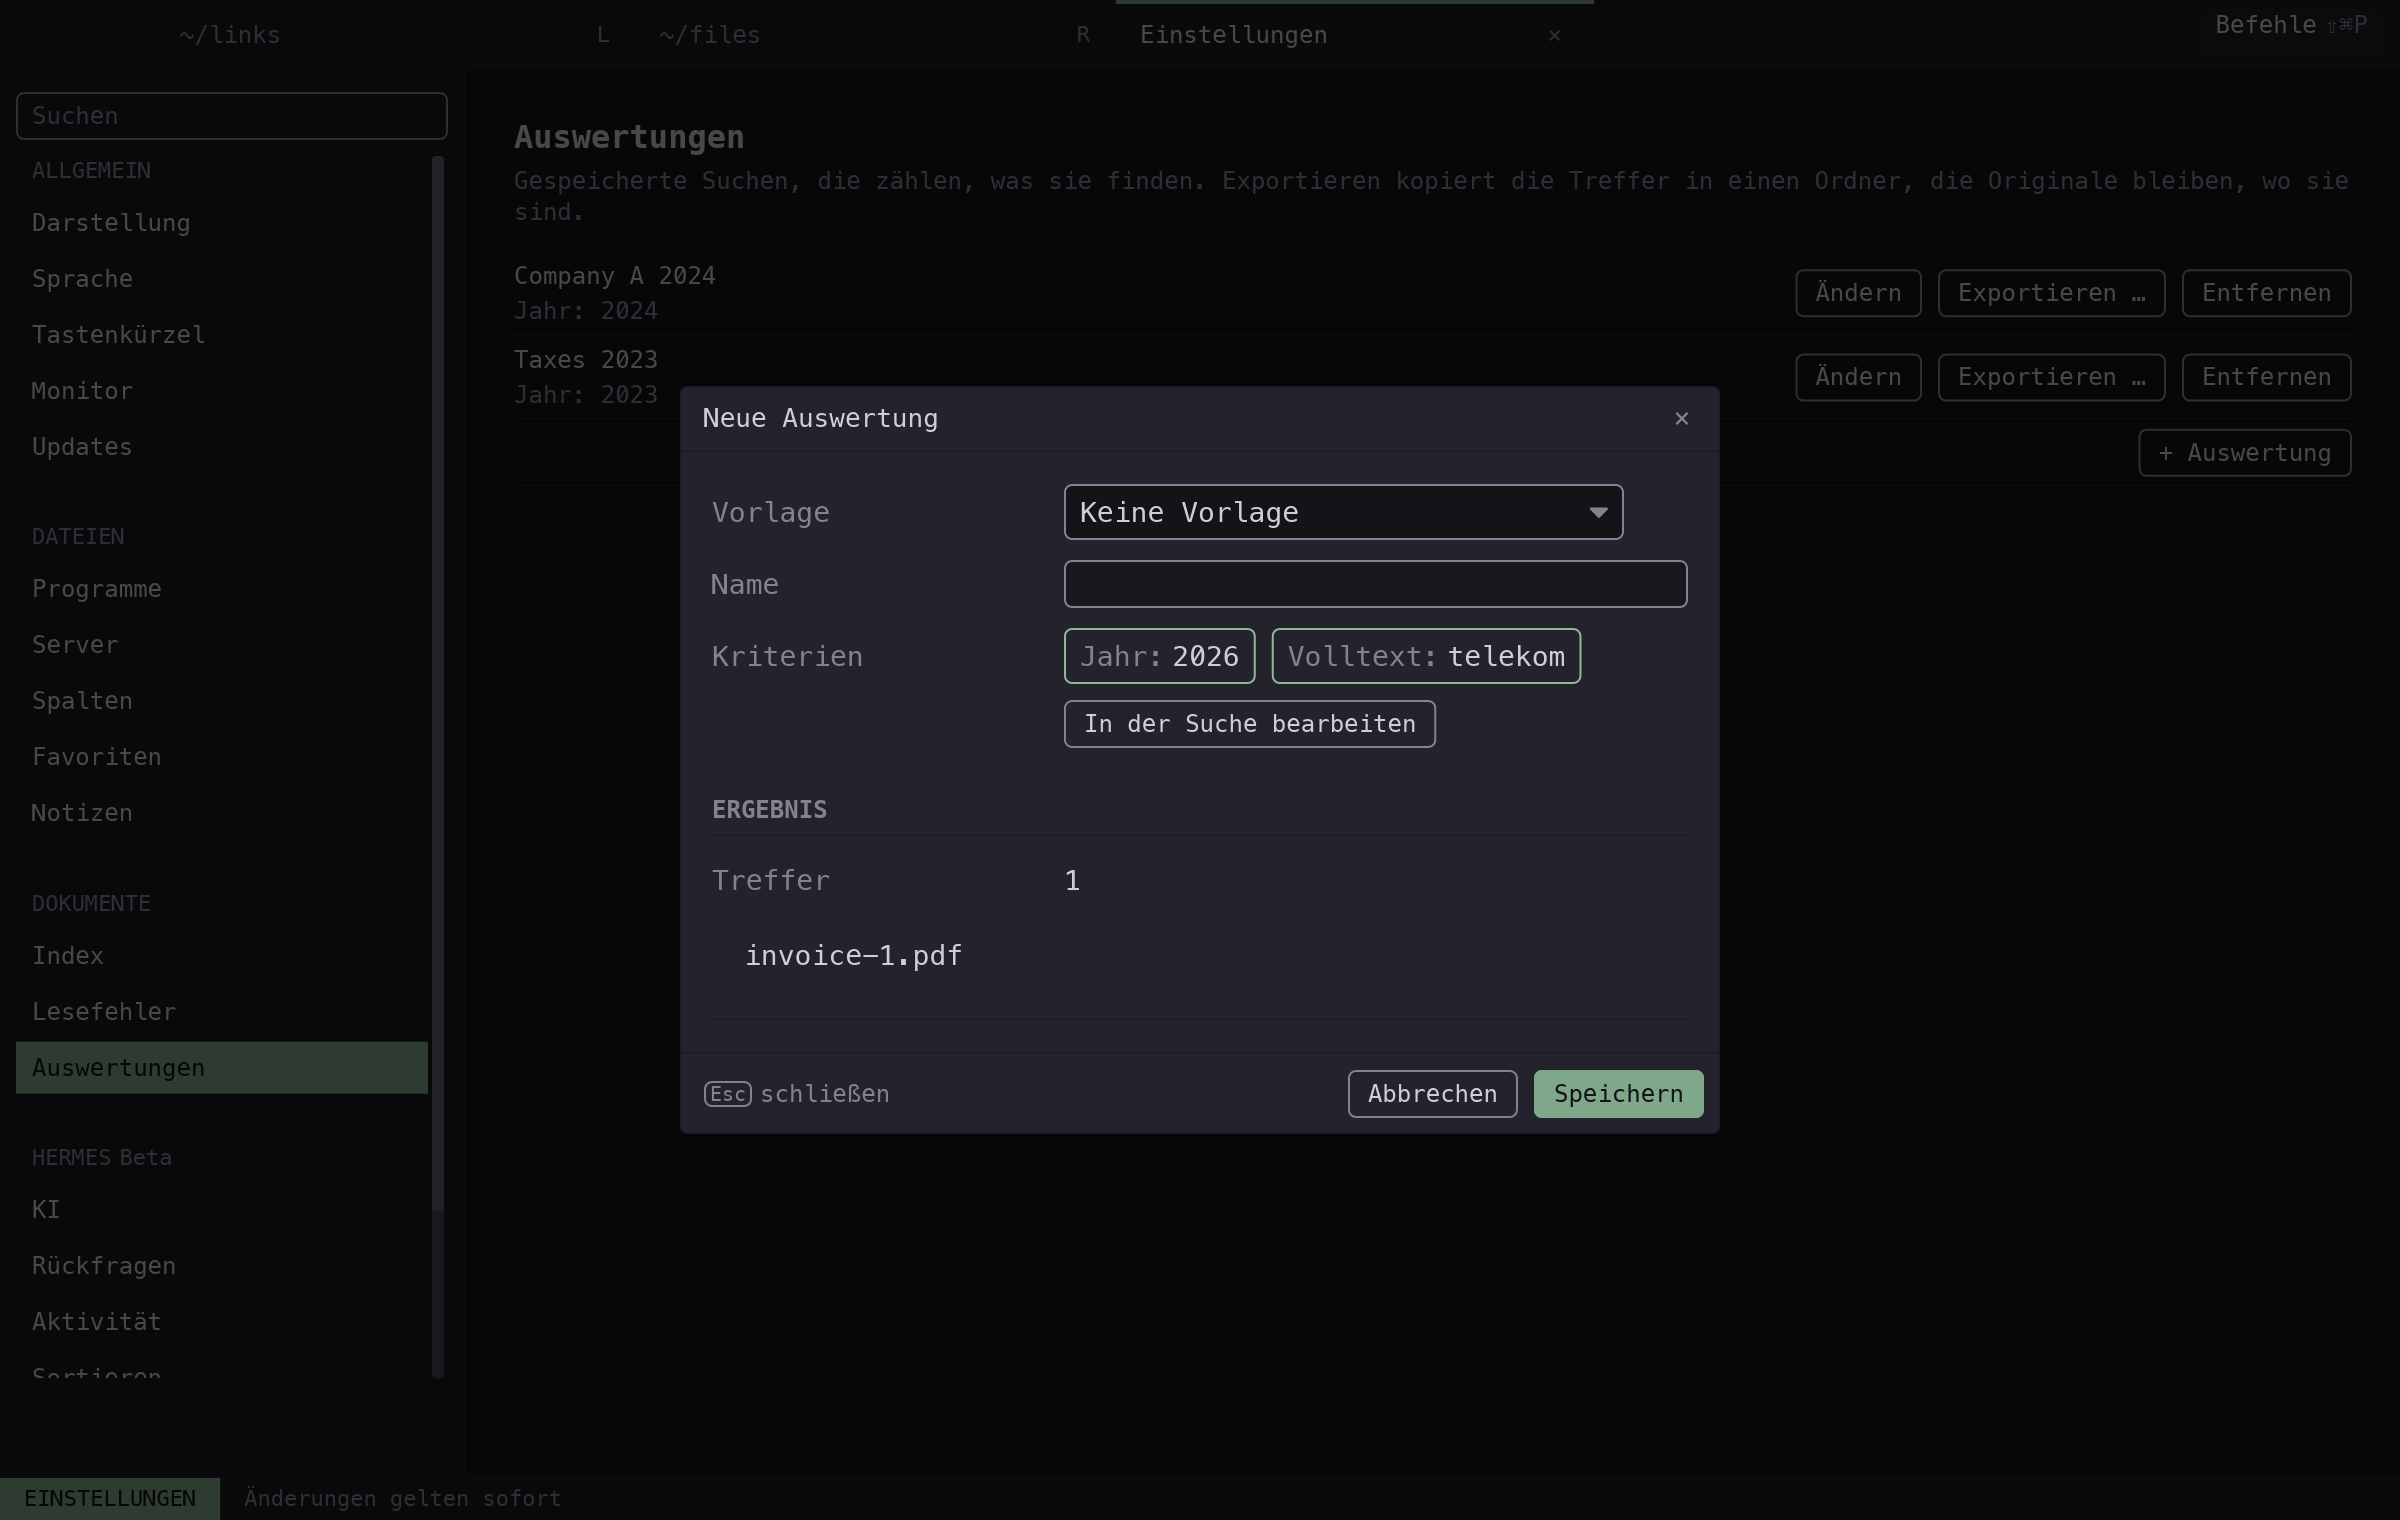 ~/links L ~/files R Einstellungen × Befehle ⇧⌘P
Suchen
ALLGEMEIN
Darstellung
Sprache
Tastenkürzel
Monitor
Updates
DATEIEN
Programme
Server
Spalten
Favoriten
Notizen
DOKUMENTE
Index
Lesefehler
Auswertungen
HERMES Beta
KI
Rückfragen
Aktivität
Sortieren
Auswertungen
Gespeicherte Suchen, die zählen, was sie finden. Exportieren kopiert die Treffer in einen Ordner, die Originale bleiben, wo sie
sind.
Company A 2024
Jahr: 2024
Ändern Exportieren … Entfernen
Taxes 2023
Jahr: 2023
Ändern Exportieren … Entfernen
+ Auswertung
Neue Auswertung ×
Vorlage Keine Vorlage
Name
Kriterien Jahr: 2026 Volltext: telekom
In der Suche bearbeiten
ERGEBNIS
Treffer 1
invoice-1.pdf
Esc schließen Abbrechen Speichern
EINSTELLUNGEN Änderungen gelten sofort